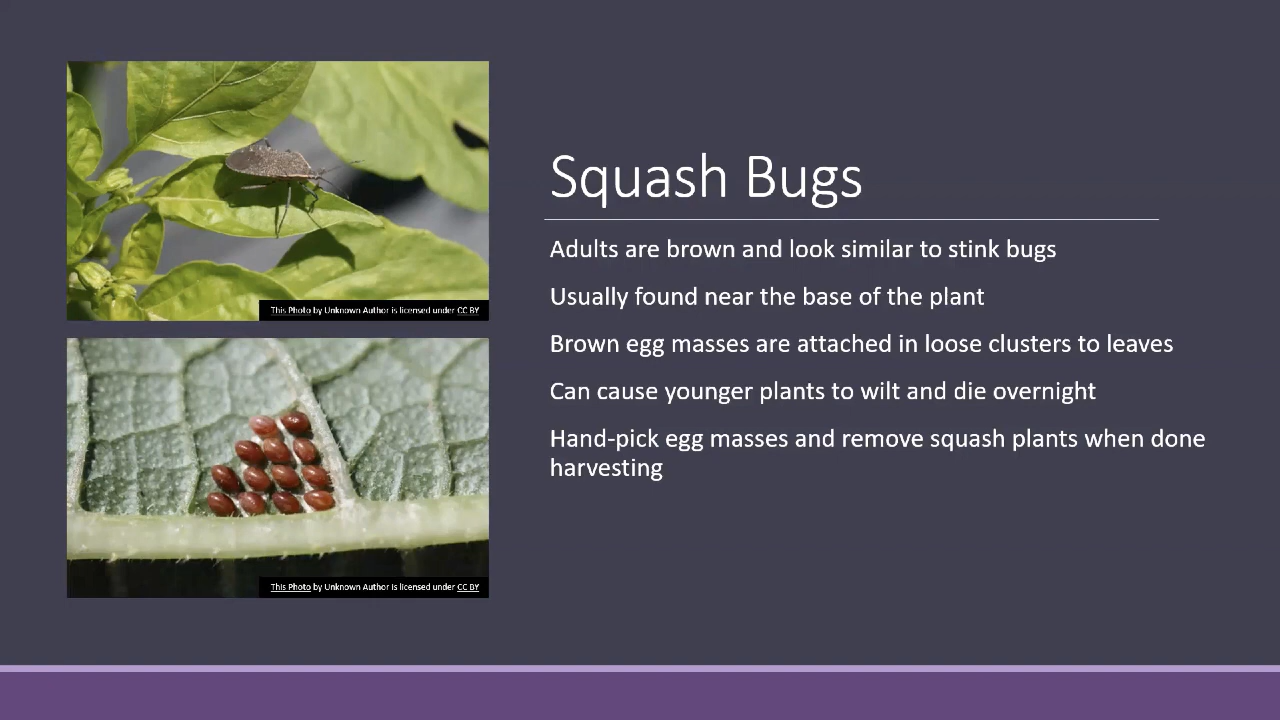 This Photo by Unknown Author is licensed under CC BY
This Photo by Unknown Author is licensed under CC BY
Squash Bugs
Adults are brown and look similar to stink bugs
Usually found near the base of the plant
Brown egg masses are attached in loose clusters to leaves
Can cause younger plants to wilt and die overnight
Hand-pick egg masses and remove squash plants when done
harvesting